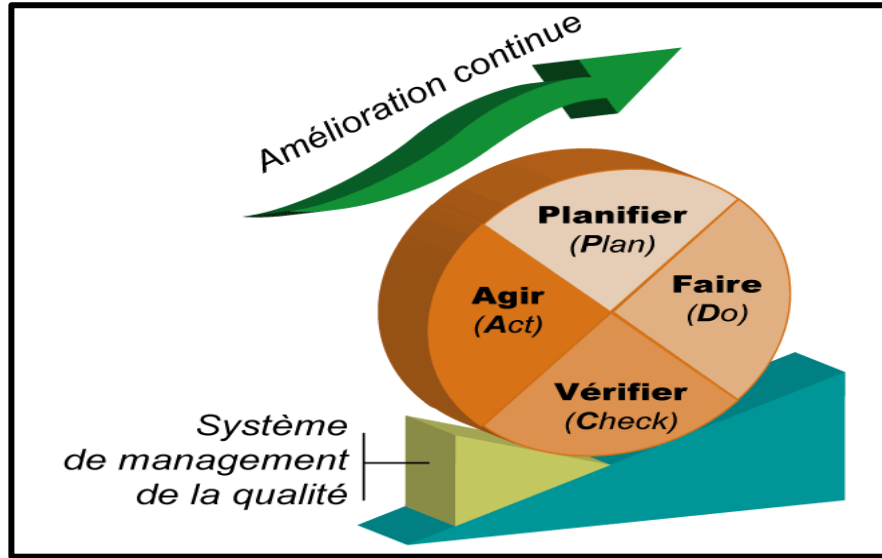 Amélioration continue
Planifier
(Plan)
Faire
(Do)
Agir
(Act)
Vérifier
(Check)
Système
de management
de la qualité